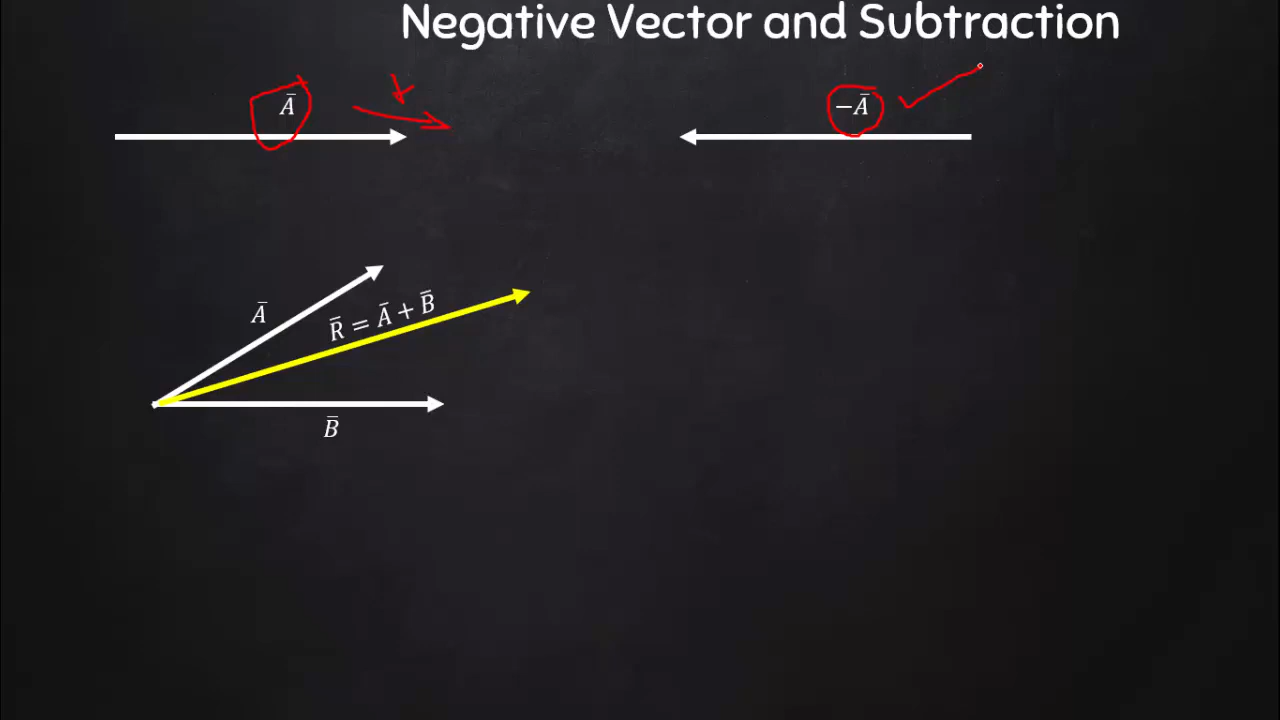 Negative Vector and Subtraction
Ā
−Ā
Ā
R̄ = Ā + B̄
B̄